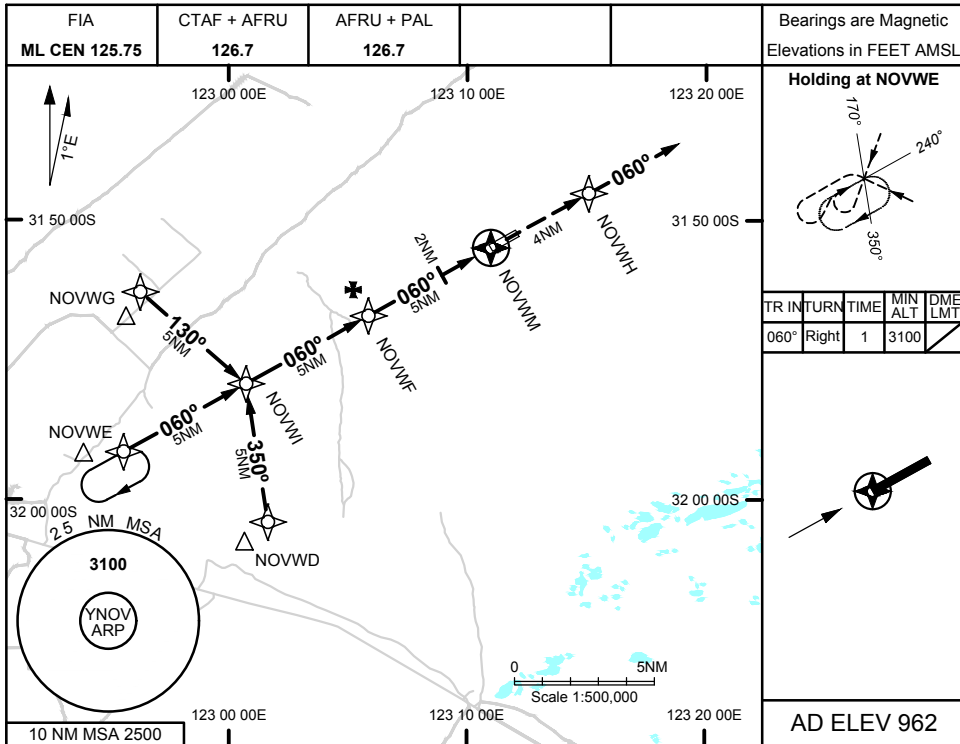 FIA
ML CEN 125.75
CTAF + AFRU
126.7
AFRU + PAL
126.7
Bearings are Magnetic
Elevations in FEET AMSL
123 00 00E
123 10 00E
123 20 00E
1°E
31 50 00S
31 50 00S
Holding at NOVWE
170°
240°
350°
TR IN
TURN
TIME
MIN ALT
DME LMT
060°
Right
1
3100
060°
NOVWH
4NM
2NM
060°
5NM
NOVWM
NOVWG
130°
5NM
060°
5NM
NOVWF
NOVWI
NOVWE
060°
5NM
350°
5NM
NOVWD
32 00 00S
32 00 00S
25 NM MSA
3100
YNOV
ARP
0
5NM
Scale 1:500,000
123 00 00E
123 10 00E
123 20 00E
10 NM MSA 2500
AD ELEV 962